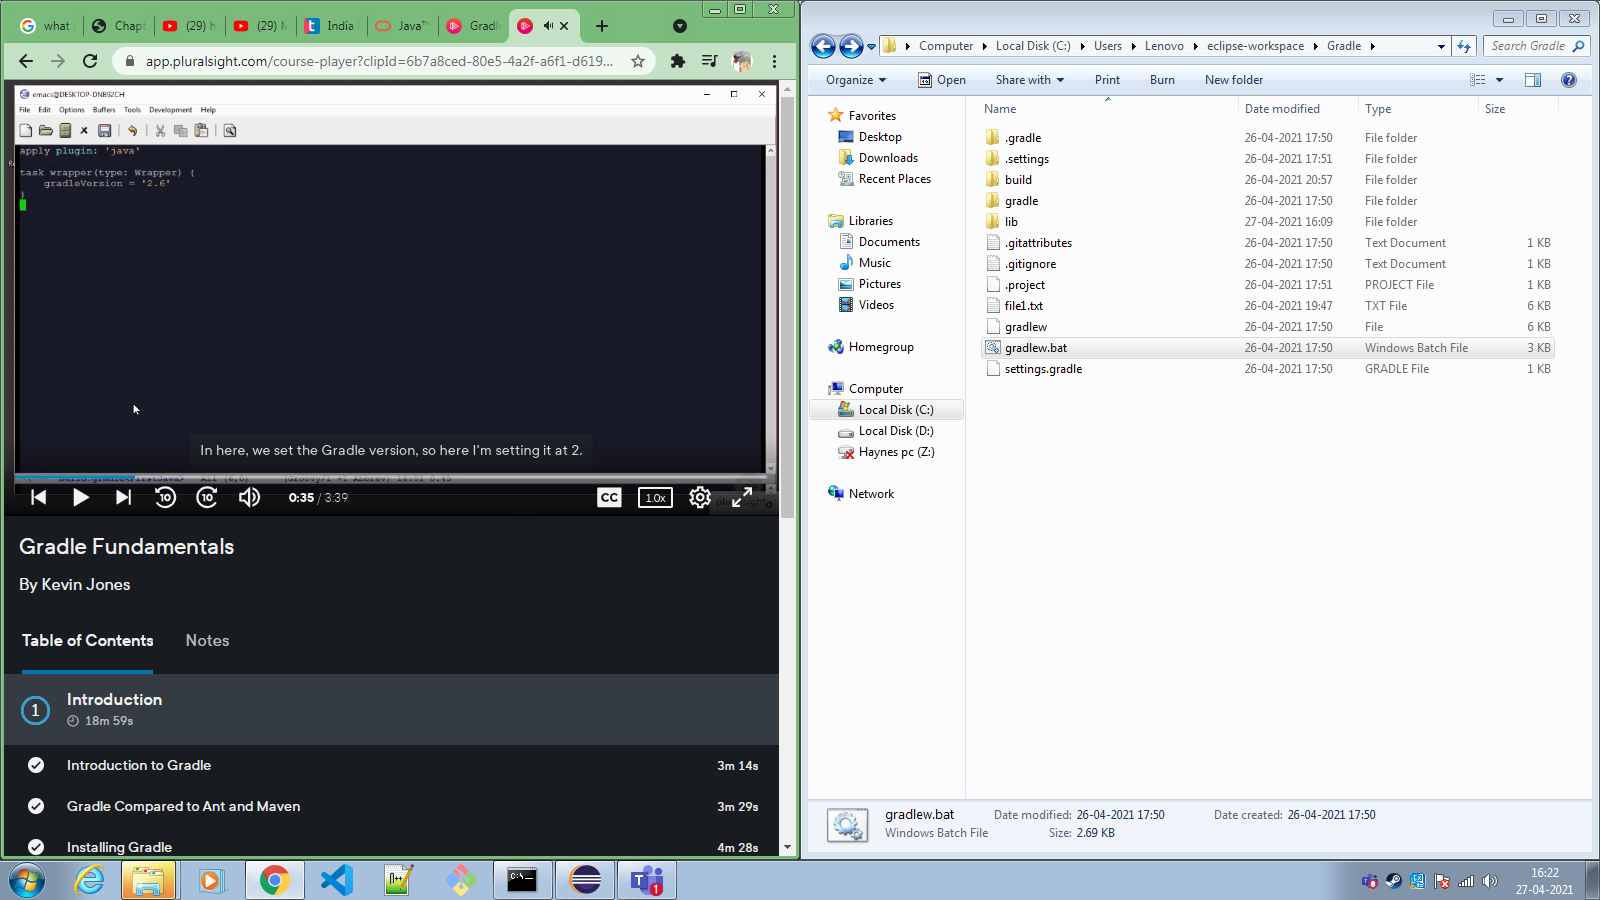 what
Chapt
(29) h
(29) M
India
Java™
Gradle
app.pluralsight.com/course-player?clipId=6b7a8ced-80e5-4a2f-a6f1-d619...
emacs@DESKTOP-DNB92CH
File Edit Options Buffers Tools Development Help
apply plugin: 'java'
task wrapper(type: Wrapper) {
gradleVersion = '2.6'
}
In here, we set the Gradle version, so here I'm setting it at 2.
10
10
0:35 / 3:39
CC
1.0x
Gradle Fundamentals
By Kevin Jones
Table of Contents
Notes
1
Introduction
18m 59s
Introduction to Gradle
3m 14s
Gradle Compared to Ant and Maven
3m 29s
Installing Gradle
4m 28s
Computer
Local Disk (C:)
Users
Lenovo
eclipse-workspace
Gradle
Search Gradle
Organize
Open
Share with
Print
Burn
New folder
Favorites
Desktop
Downloads
Recent Places
Libraries
Documents
Music
Pictures
Videos
Homegroup
Computer
Local Disk (C:)
Local Disk (D:)
Haynes pc (Z:)
Network
Name Date modified Type Size
.gradle 26-04-2021 17:50 File folder
.settings 26-04-2021 17:51 File folder
build 26-04-2021 20:57 File folder
gradle 26-04-2021 17:50 File folder
lib 27-04-2021 16:09 File folder
.gitattributes 26-04-2021 17:50 Text Document 1 KB
.gitignore 26-04-2021 17:50 Text Document 1 KB
.project 26-04-2021 17:51 PROJECT File 1 KB
file1.txt 26-04-2021 19:47 TXT File 6 KB
gradlew 26-04-2021 17:50 File 6 KB
gradlew.bat 26-04-2021 17:50 Windows Batch File 3 KB
settings.gradle 26-04-2021 17:50 GRADLE File 1 KB
gradlew.bat Date modified: 26-04-2021 17:50 Date created: 26-04-2021 17:50
Windows Batch File Size: 2.69 KB
1
16:22
27-04-2021